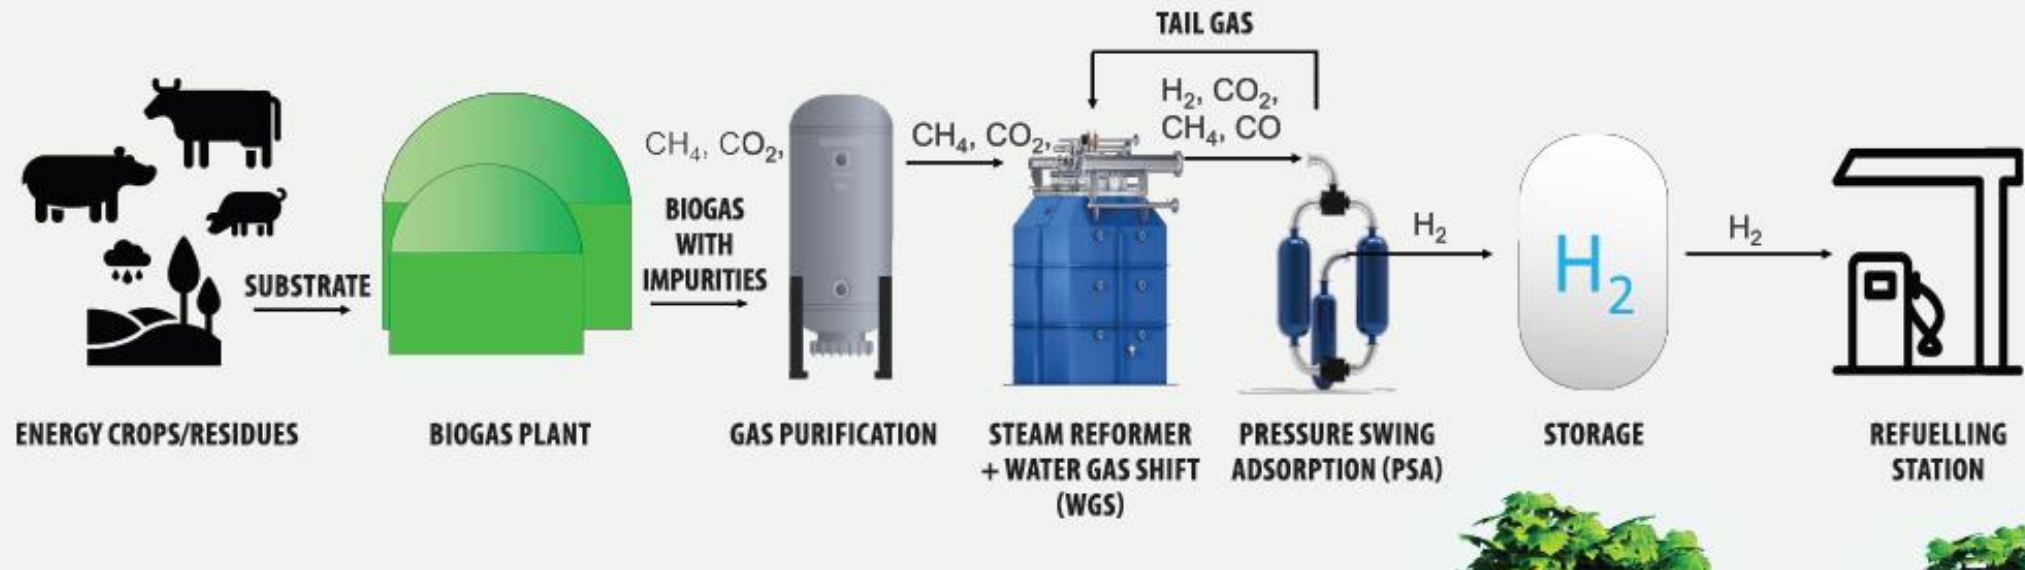 TAIL GAS
H₂, CO₂,
CH₄, CO
CH₄, CO₂,
CH₄, CO₂,
BIOGAS
WITH
IMPURITIES
SUBSTRATE
H₂
H₂
H₂
ENERGY CROPS/RESIDUES
BIOGAS PLANT
GAS PURIFICATION
STEAM REFORMER
+ WATER GAS SHIFT
(WGS)
PRESSURE SWING
ADSORPTION (PSA)
STORAGE
REFUELLING
STATION